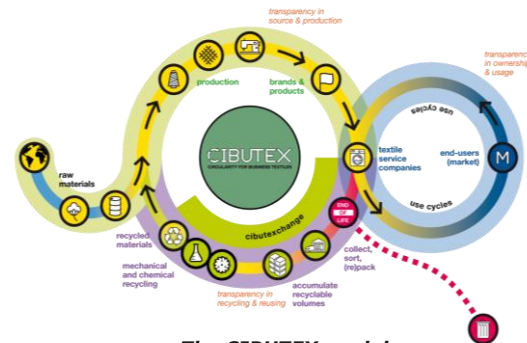 transparency in
source & production
production
brands &
products
transparency
in ownership
& usage
use cycles
raw
materials
CIBUTEX
CIRCULARITY FOR BUSINESS TEXTILES
textile
service
companies
end-users
(market)
M
use cycles
END
OF
LIFE
cibutexchange
recycled
materials
mechanical
and chemical
recycling
collect,
sort,
(re)pack
transparency in
recycling & reusing
accumulate
recyclable
volumes